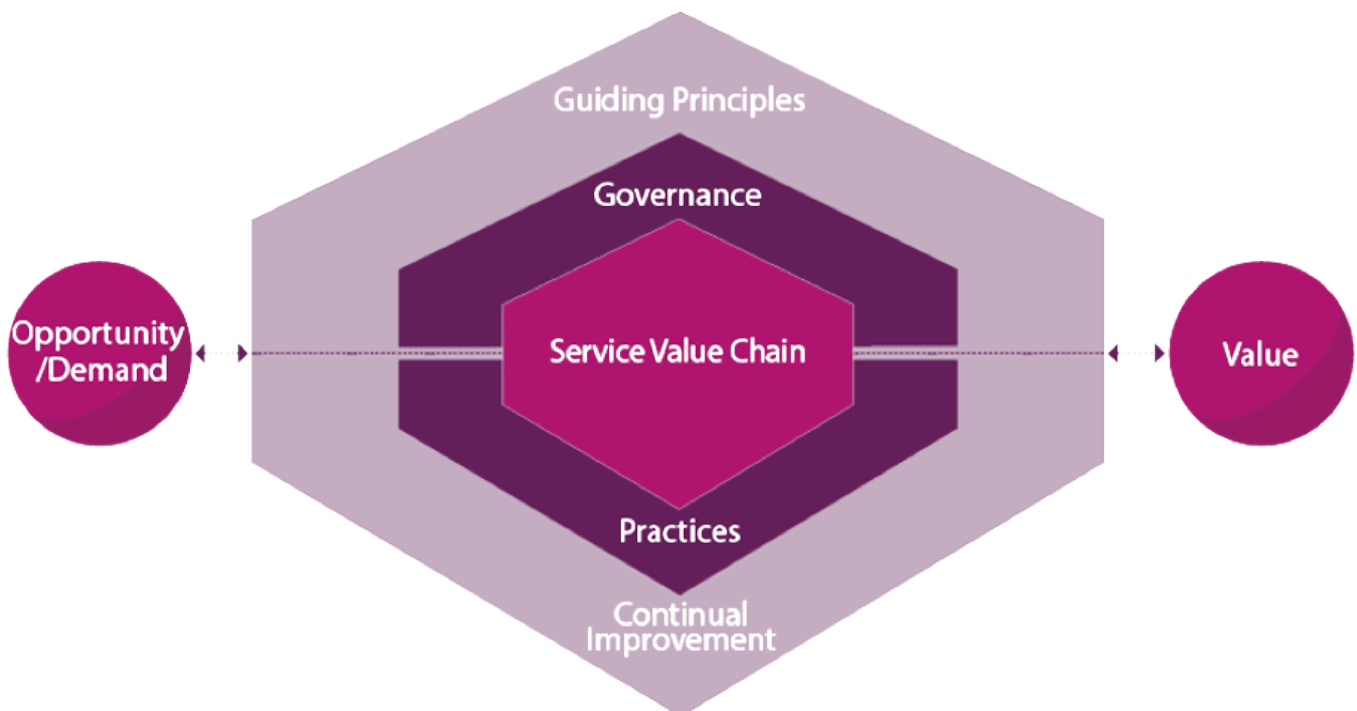 Guiding Principles
Governance
Opportunity
/Demand
Service Value Chain
Value
Practices
Continual
Improvement